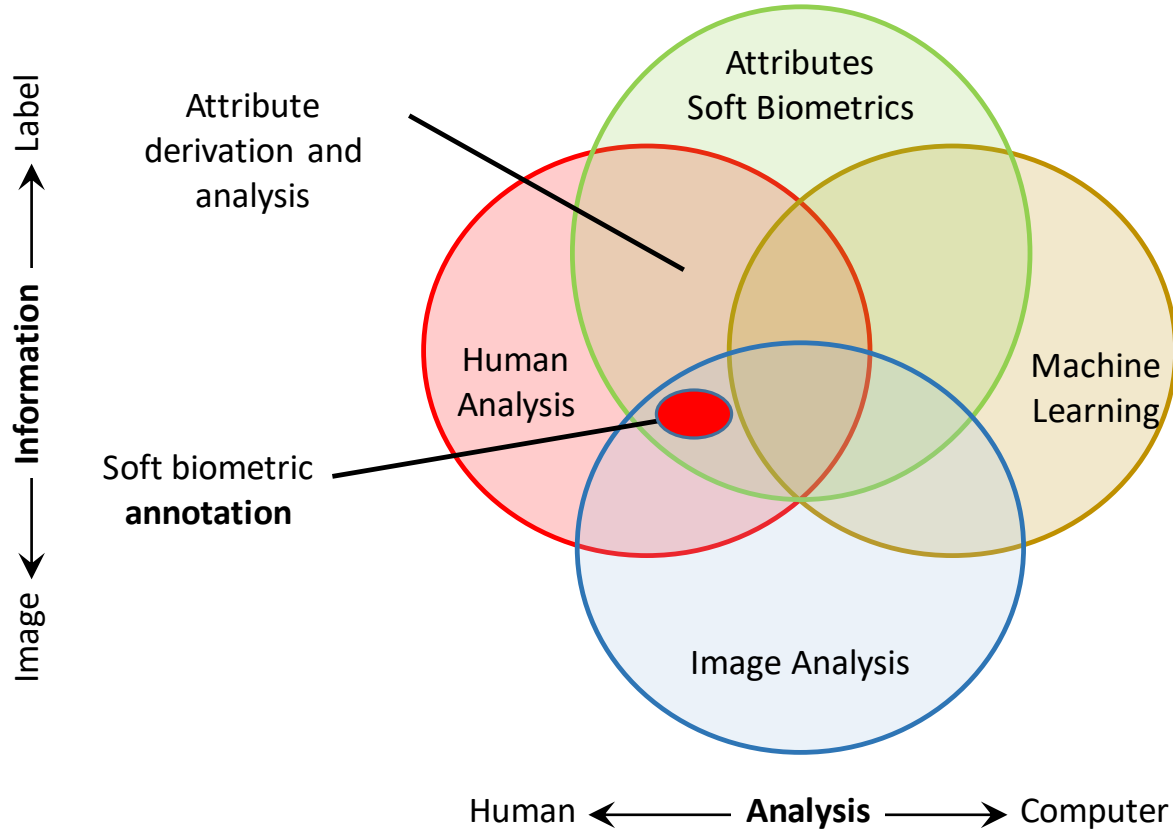 Attributes
Soft Biometrics
Attribute
derivation and
analysis
Label
Information
Image
Human
Analysis
Machine
Learning
Soft biometric
annotation
Image Analysis
Human
Analysis
Computer